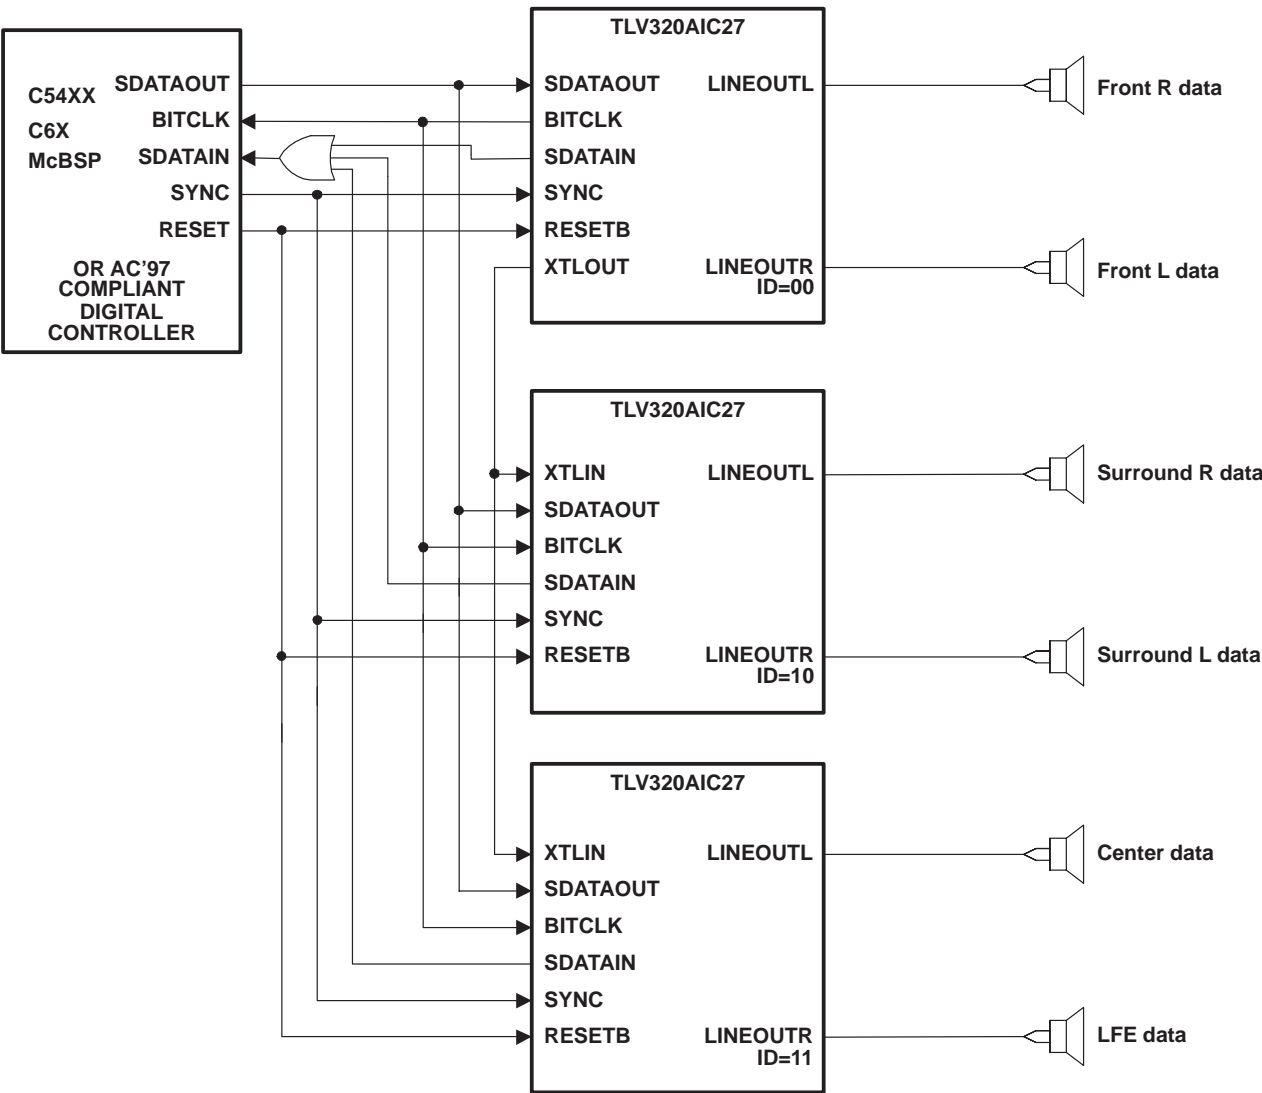 C54XX
C6X
McBSP
SDATAOUT
BITCLK
SDATAIN
SYNC
RESET
OR AC’97
COMPLIANT
DIGITAL
CONTROLLER
TLV320AIC27
SDATAOUT
BITCLK
SDATAIN
SYNC
RESETB
XTLOUT
LINEOUTL
LINEOUTR
ID=00
Front R data
Front L data
TLV320AIC27
XTLIN
SDATAOUT
BITCLK
SDATAIN
SYNC
RESETB
LINEOUTL
LINEOUTR
ID=10
Surround R data
Surround L data
TLV320AIC27
XTLIN
SDATAOUT
BITCLK
SDATAIN
SYNC
RESETB
LINEOUTL
LINEOUTR
ID=11
Center data
LFE data